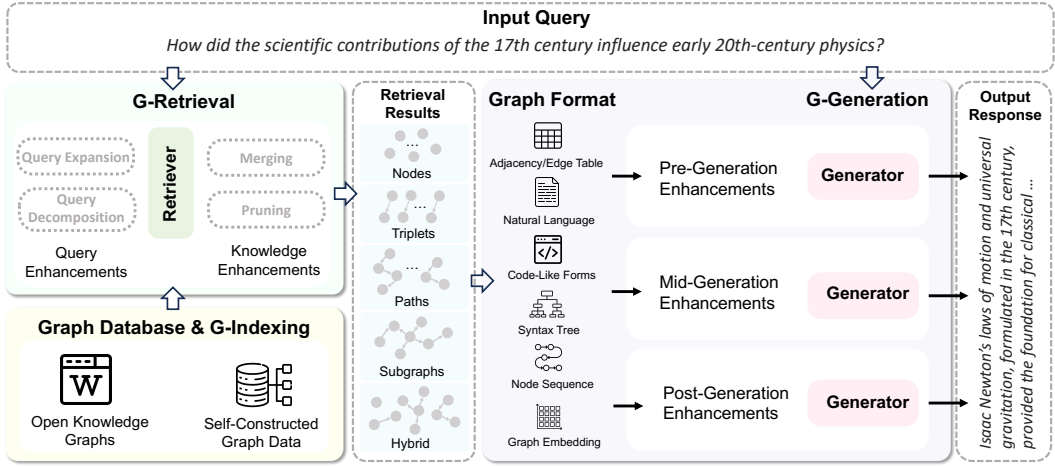 Input Query
How did the scientific contributions of the 17th century influence early 20th-century physics?
G-Retrieval
Query Expansion
Query
Decomposition
Query
Enhancements
Retriever
Merging
Pruning
Knowledge
Enhancements
Graph Database & G-Indexing
W
Open Knowledge
Graphs
Self-Constructed
Graph Data
Retrieval
Results
...
Nodes
...
Triplets
...
Paths
Subgraphs
Hybrid
Graph Format
Adjacency/Edge Table
Natural Language
</>
Code-Like Forms
Syntax Tree
Node Sequence
Graph Embedding
G-Generation
Pre-Generation
Enhancements
Generator
Mid-Generation
Enhancements
Generator
Post-Generation
Enhancements
Generator
Output
Response
Isaac Newton's laws of motion and universal
gravitation, formulated in the 17th century,
provided the foundation for classical ...